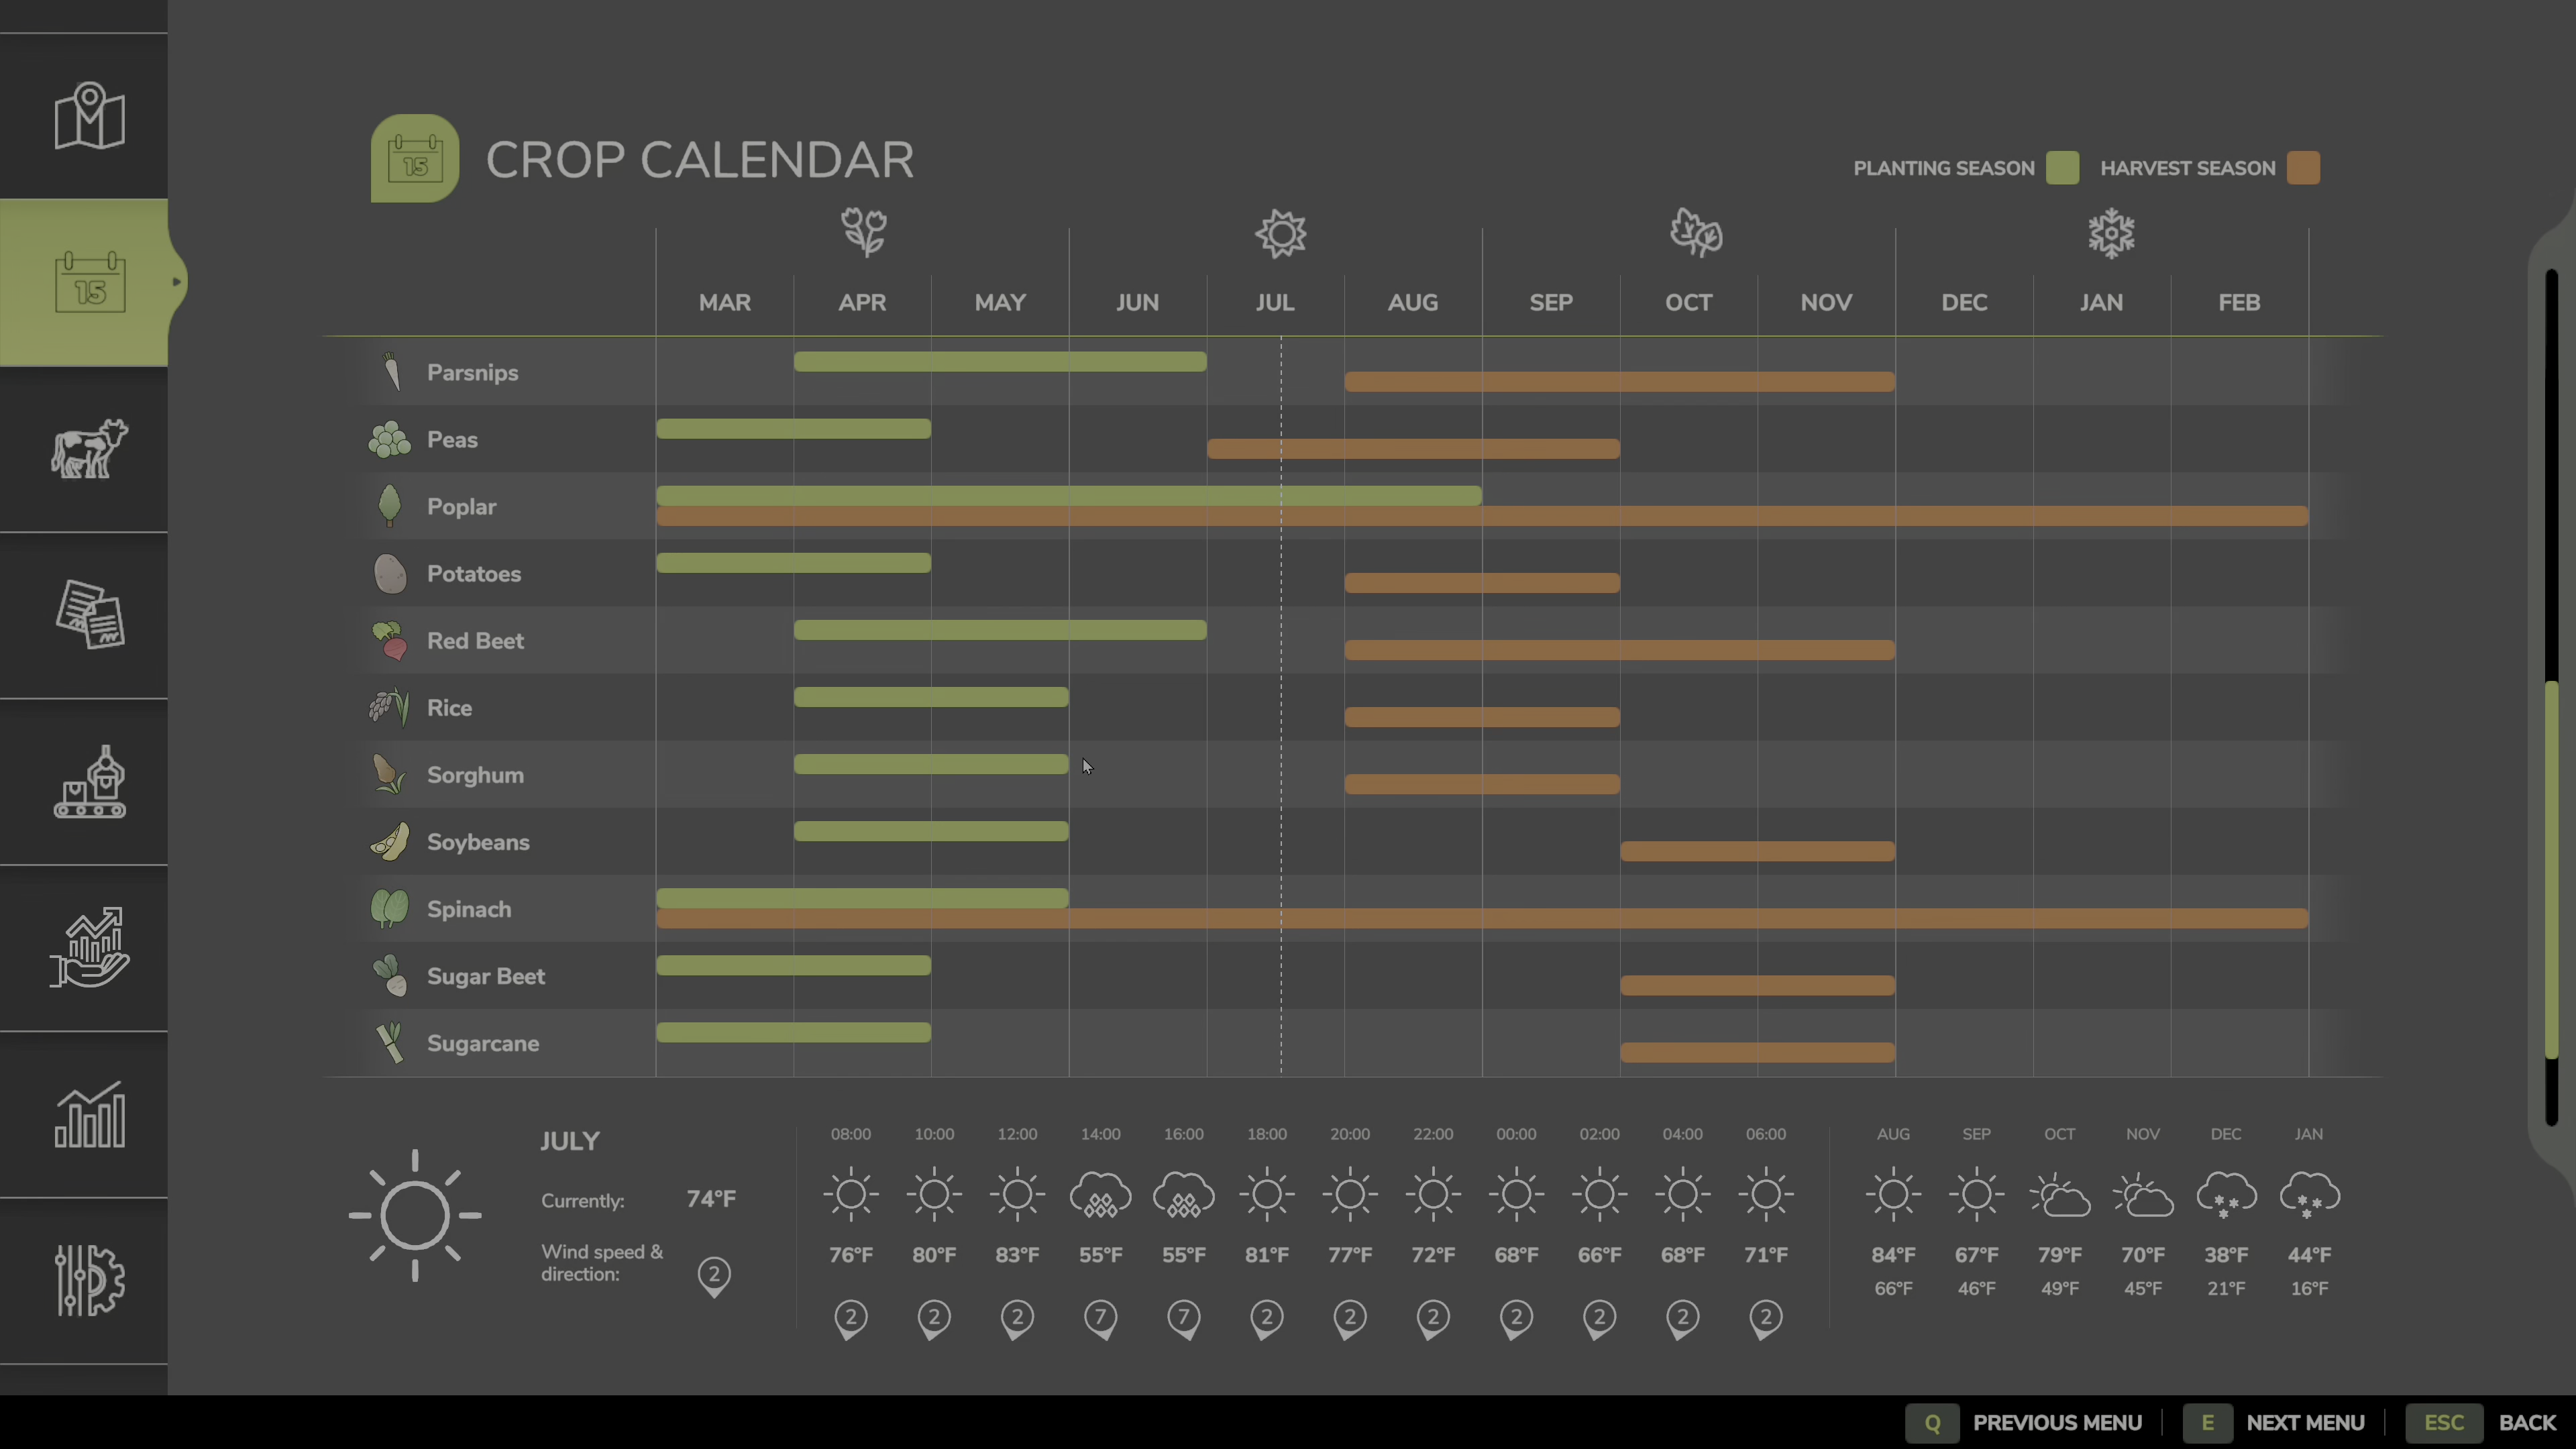 15
CROP CALENDAR
15
PLANTING SEASON
HARVEST SEASON
MAR APR MAY JUN JUL AUG SEP OCT NOV DEC JAN FEB
15
Parsnips
Peas
Poplar
Potatoes
Red Beet
Rice
Sorghum
Soybeans
Spinach
Sugar Beet
Sugarcane
JULY
Currently: 74°F
Wind speed &
direction: 2
08:00 10:00 12:00 14:00 16:00 18:00 20:00 22:00 00:00 02:00 04:00 06:00
76°F 80°F 83°F 55°F 55°F 81°F 77°F 72°F 68°F 66°F 68°F 71°F
2 2 2 7 7 2 2 2 2 2 2 2
AUG SEP OCT NOV DEC JAN
84°F 67°F 79°F 70°F 38°F 44°F
66°F 46°F 49°F 45°F 21°F 16°F
Q PREVIOUS MENU E NEXT MENU ESC BACK